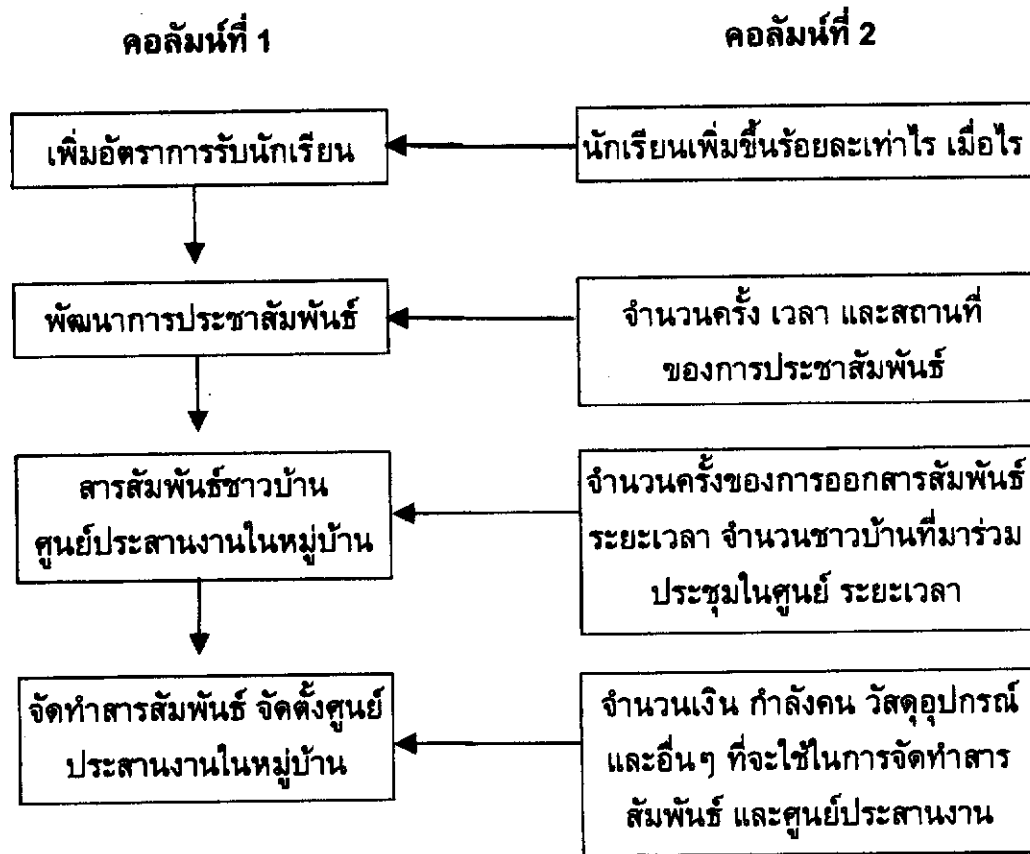 คอลัมน์ที่ 1
คอลัมน์ที่ 2
เพิ่มอัตราการรับนักเรียน
นักเรียนเพิ่มขึ้นร้อยละเท่าไร เมื่อไร
พัฒนาการประชาสัมพันธ์
จำนวนครั้ง เวลา และสถานที่
ของการประชาสัมพันธ์
สารสัมพันธ์ชาวบ้าน
ศูนย์ประสานงานในหมู่บ้าน
จำนวนครั้งของการออกสารสัมพันธ์
ระยะเวลา จำนวนชาวบ้านที่มาร่วม
ประชุมในศูนย์ ระยะเวลา
จัดทำสารสัมพันธ์ จัดตั้งศูนย์
ประสานงานในหมู่บ้าน
จำนวนเงิน กำลังคน วัสดุอุปกรณ์
และอื่นๆ ที่จะใช้ในการจัดทำสาร
สัมพันธ์ และศูนย์ประสานงาน